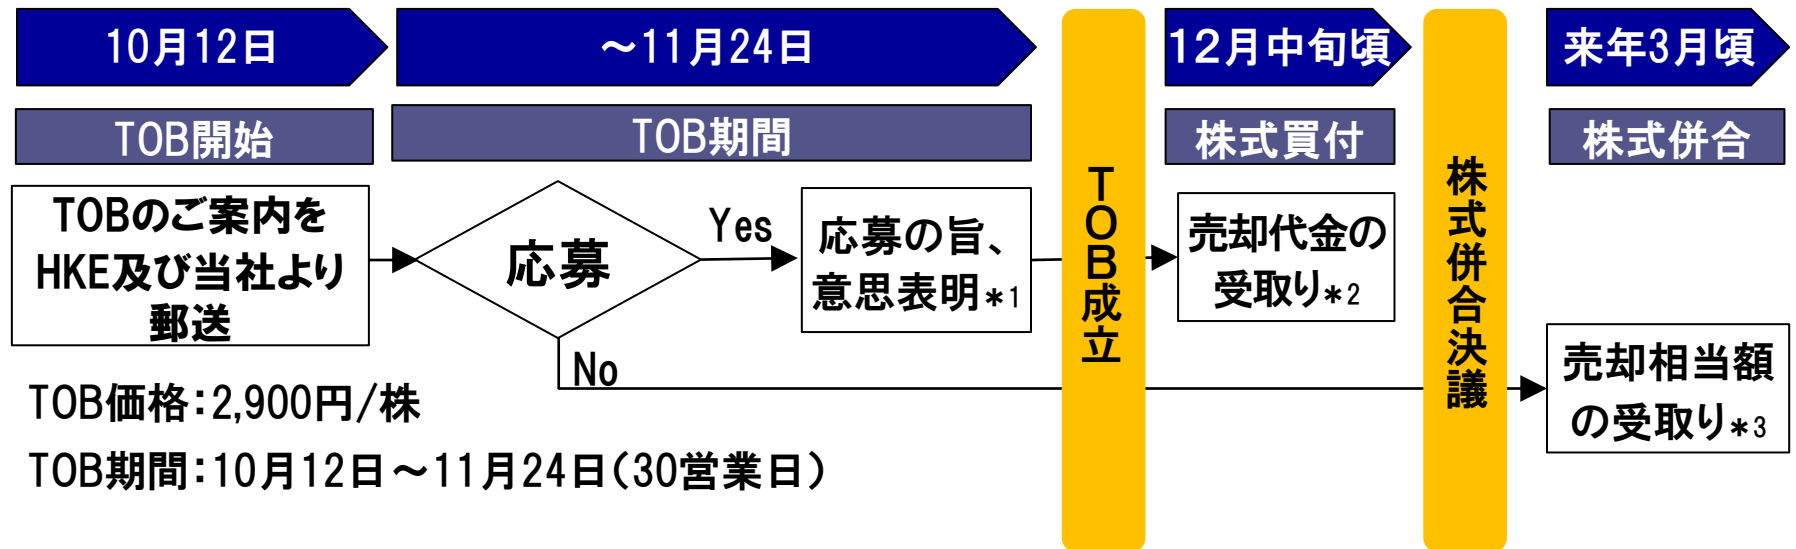 10月12日
～11月24日
12月中旬頃
来年3月頃
TOB開始
TOB期間
株式買付
株式併合
TOBのご案内を
HKE及び当社より
郵送
応募
Yes
No
応募の旨、
意思表明*1
TOB成立
売却代金の
受取り*2
株式併合決議
売却相当額
の受取り*3
TOB価格：2,900円/株
TOB期間：10月12日～11月24日（30営業日）